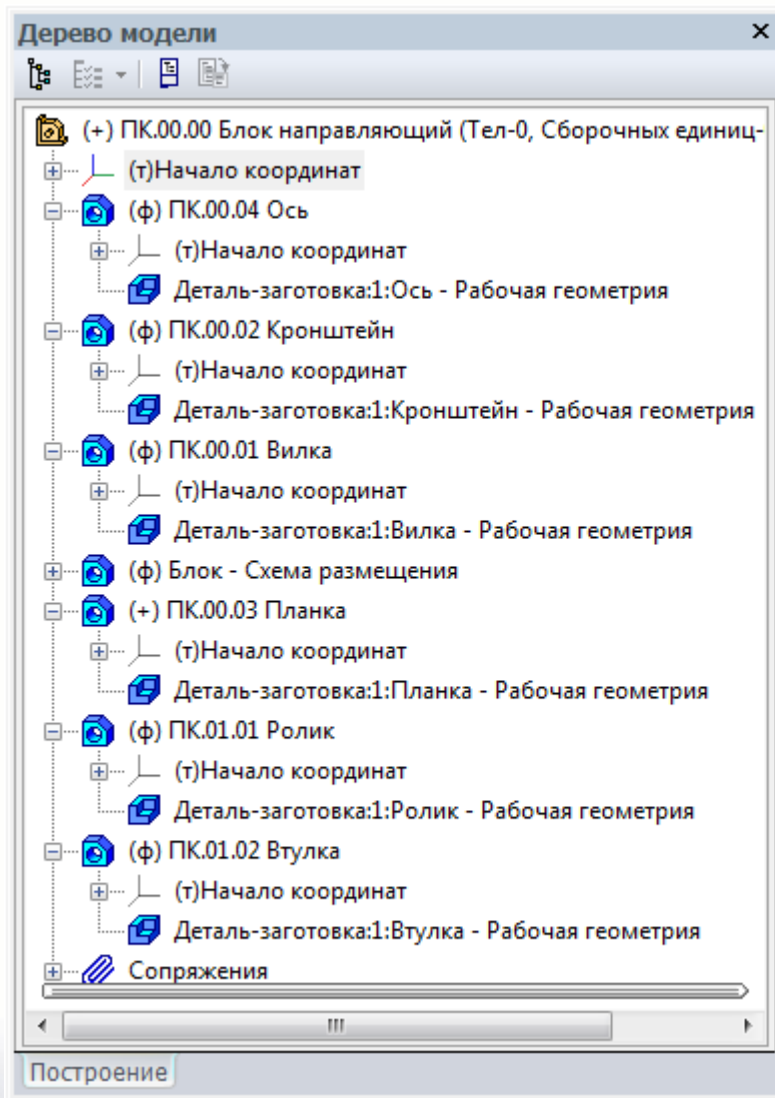 Дерево модели
(+) ПК.00.00 Блок направляющий (Тел-0, Сборочных единиц-
(т)Начало координат
(ф) ПК.00.04 Ось
(т)Начало координат
Деталь-заготовка:1:Ось - Рабочая геометрия
(ф) ПК.00.02 Кронштейн
(т)Начало координат
Деталь-заготовка:1:Кронштейн - Рабочая геометрия
(ф) ПК.00.01 Вилка
(т)Начало координат
Деталь-заготовка:1:Вилка - Рабочая геометрия
(ф) Блок - Схема размещения
(+) ПК.00.03 Планка
(т)Начало координат
Деталь-заготовка:1:Планка - Рабочая геометрия
(ф) ПК.01.01 Ролик
(т)Начало координат
Деталь-заготовка:1:Ролик - Рабочая геометрия
(ф) ПК.01.02 Втулка
(т)Начало координат
Деталь-заготовка:1:Втулка - Рабочая геометрия
Сопряжения
Построение